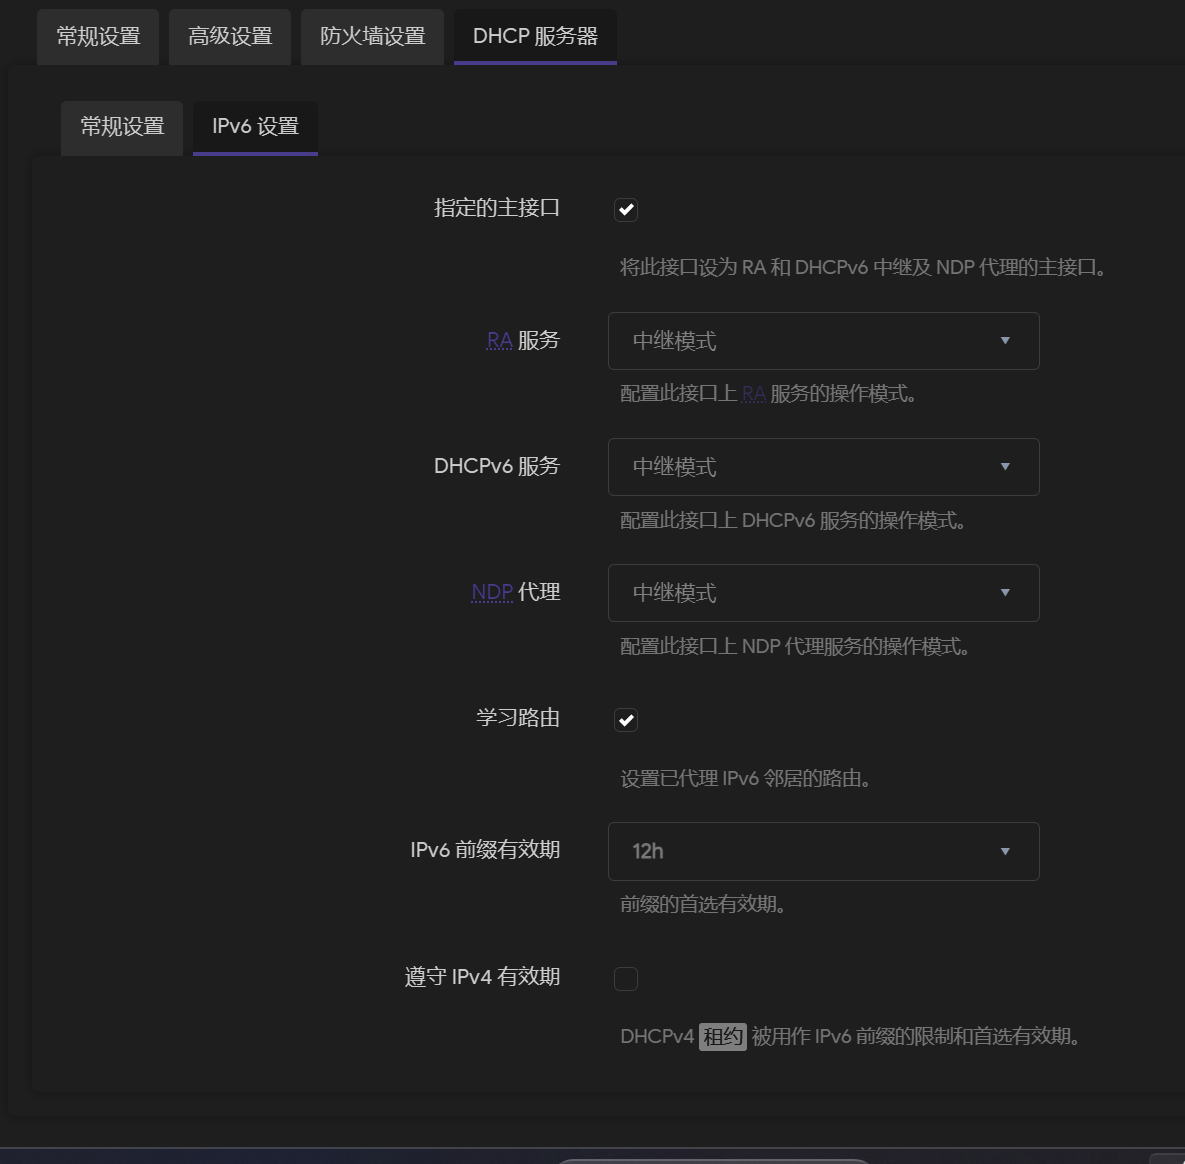 常规设置 高级设置 防火墙设置 DHCP 服务器
常规设置 IPv6 设置
指定的主接口
将此接口设为 RA 和 DHCPv6 中继及 NDP 代理的主接口。
RA 服务 中继模式
配置此接口上 RA 服务的操作模式。
DHCPv6 服务 中继模式
配置此接口上 DHCPv6 服务的操作模式。
NDP 代理 中继模式
配置此接口上 NDP 代理服务的操作模式。
学习路由
设置已代理 IPv6 邻居的路由。
IPv6 前缀有效期 12h
前缀的首选有效期。
遵守 IPv4 有效期
DHCPv4 租约 被用作 IPv6 前缀的限制和首选有效期。